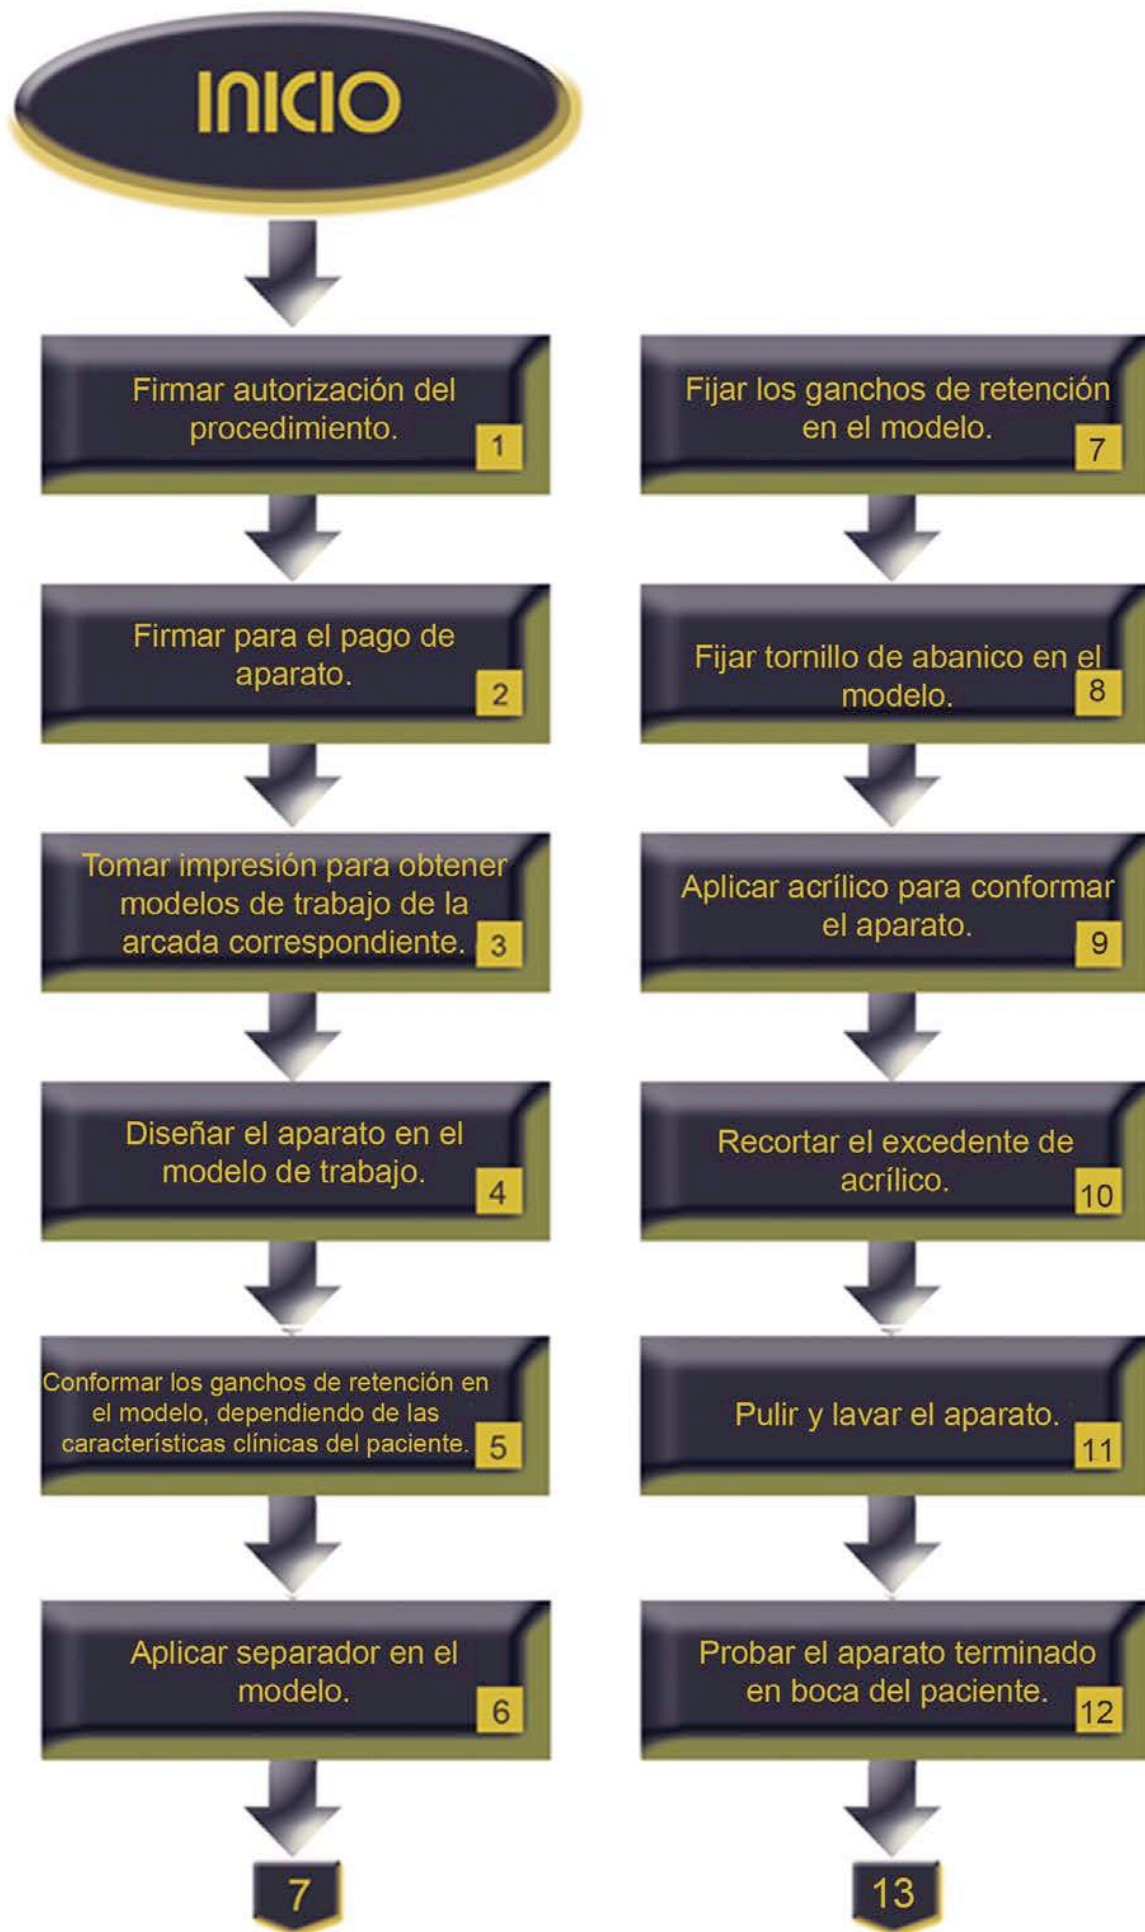 INICIO
Firmar autorización del
procedimiento.
1
Firmar para el pago de
aparato.
2
Tomar impresión para obtener
modelos de trabajo de la
arcada correspondiente.
3
Diseñar el aparato en el
modelo de trabajo.
4
Conformar los ganchos de retención en
el modelo, dependiendo de las
características clínicas del paciente.
5
Aplicar separador en el
modelo.
6
7
Fijar los ganchos de retención
en el modelo.
7
Fijar tornillo de abanico en el
modelo.
8
Aplicar acrílico para conformar
el aparato.
9
Recortar el excedente de
acrílico.
10
Pulir y lavar el aparato.
11
Probar el aparato terminado
en boca del paciente.
12
13